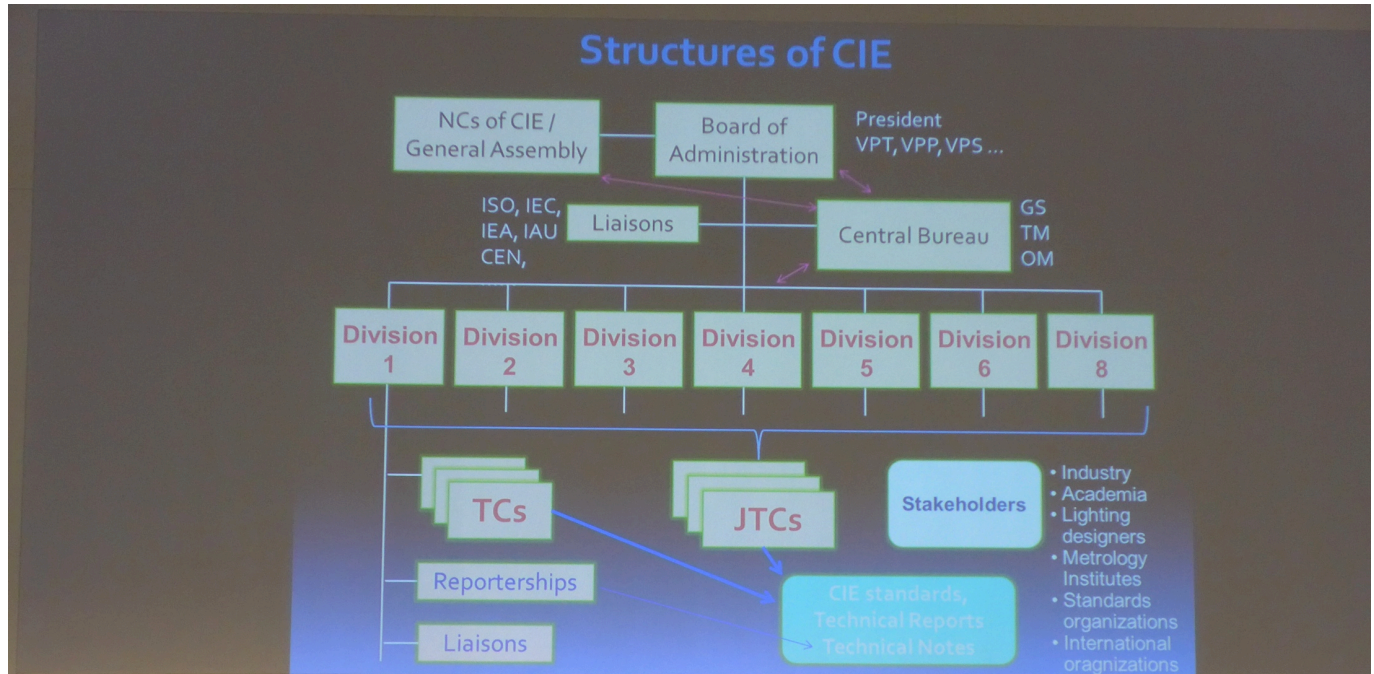 Structures of CIE
NCs of CIE /
General Assembly
Board of
Administration
President
VPT, VPP, VPS ...
ISO, IEC,
IEA, IAU
CEN,
Liaisons
Central Bureau
GS
TM
OM
Division
1
Division
2
Division
3
Division
4
Division
5
Division
6
Division
8
TCs
Reporterships
Liaisons
JTCs
CIE standards,
Technical Reports
Technical Notes
Stakeholders
• Industry
• Academia
• Lighting
designers
• Metrology
Institutes
• Standards
organizations
• International
oragnizations